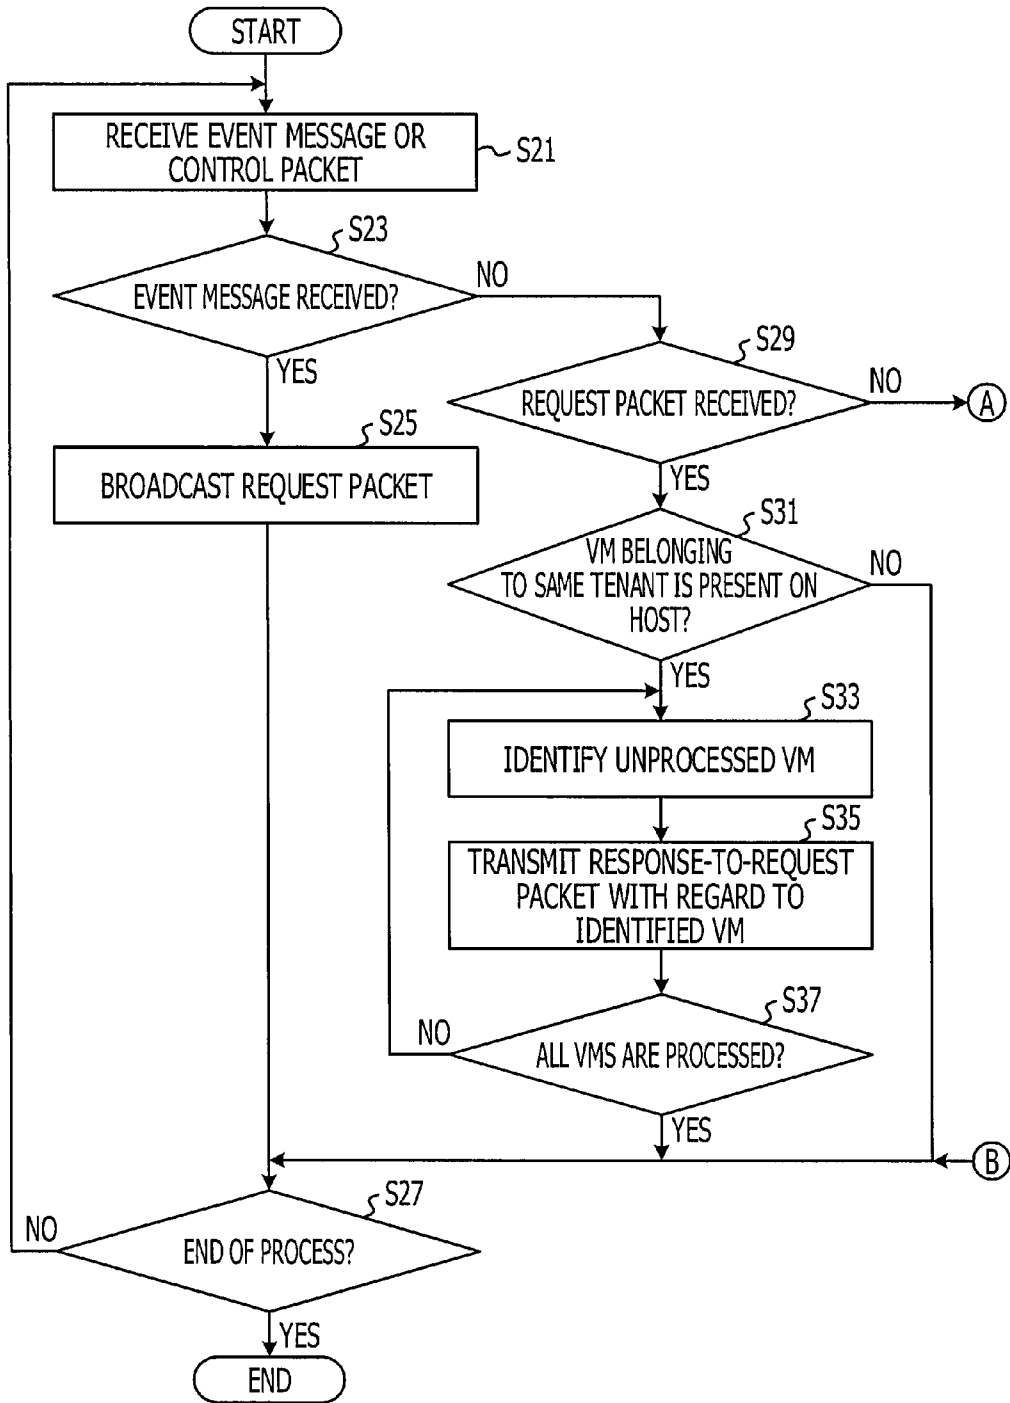 START
RECEIVE EVENT MESSAGE OR
CONTROL PACKET
S21
S23
EVENT MESSAGE RECEIVED?
NO
YES
S29
REQUEST PACKET RECEIVED?
NO
A
YES
S25
BROADCAST REQUEST PACKET
S31
VM BELONGING
TO SAME TENANT IS PRESENT ON
HOST?
NO
YES
S33
IDENTIFY UNPROCESSED VM
S35
TRANSMIT RESPONSE-TO-REQUEST
PACKET WITH REGARD TO
IDENTIFIED VM
S37
ALL VMS ARE PROCESSED?
NO
YES
B
S27
END OF PROCESS?
NO
YES
END